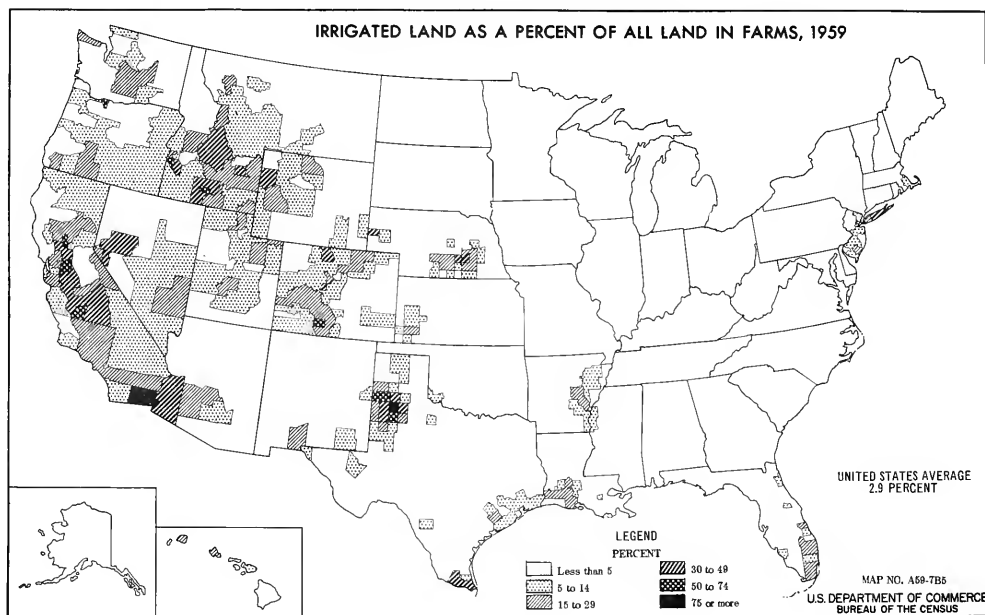 IRRIGATED LAND AS A PERCENT OF ALL LAND IN FARMS, 1959
UNITED STATES AVERAGE
2.9 PERCENT
LEGEND
PERCENT
Less than 5
5 to 14
15 to 29
30 to 49
50 to 74
75 or more
MAP NO. A59-7B5
U.S. DEPARTMENT OF COMMERCE
BUREAU OF THE CENSUS